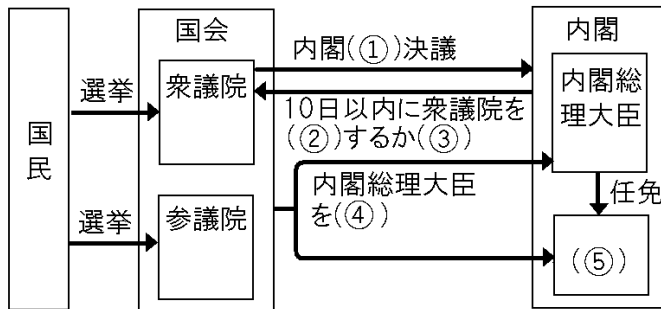 国民
選挙
選挙
国会
衆議院
参議院
内閣(①)決議
10日以内に衆議院を
(②)するか(③)
内閣総理大臣
を(④)
内閣
内閣総
理大臣
任免
(⑤)